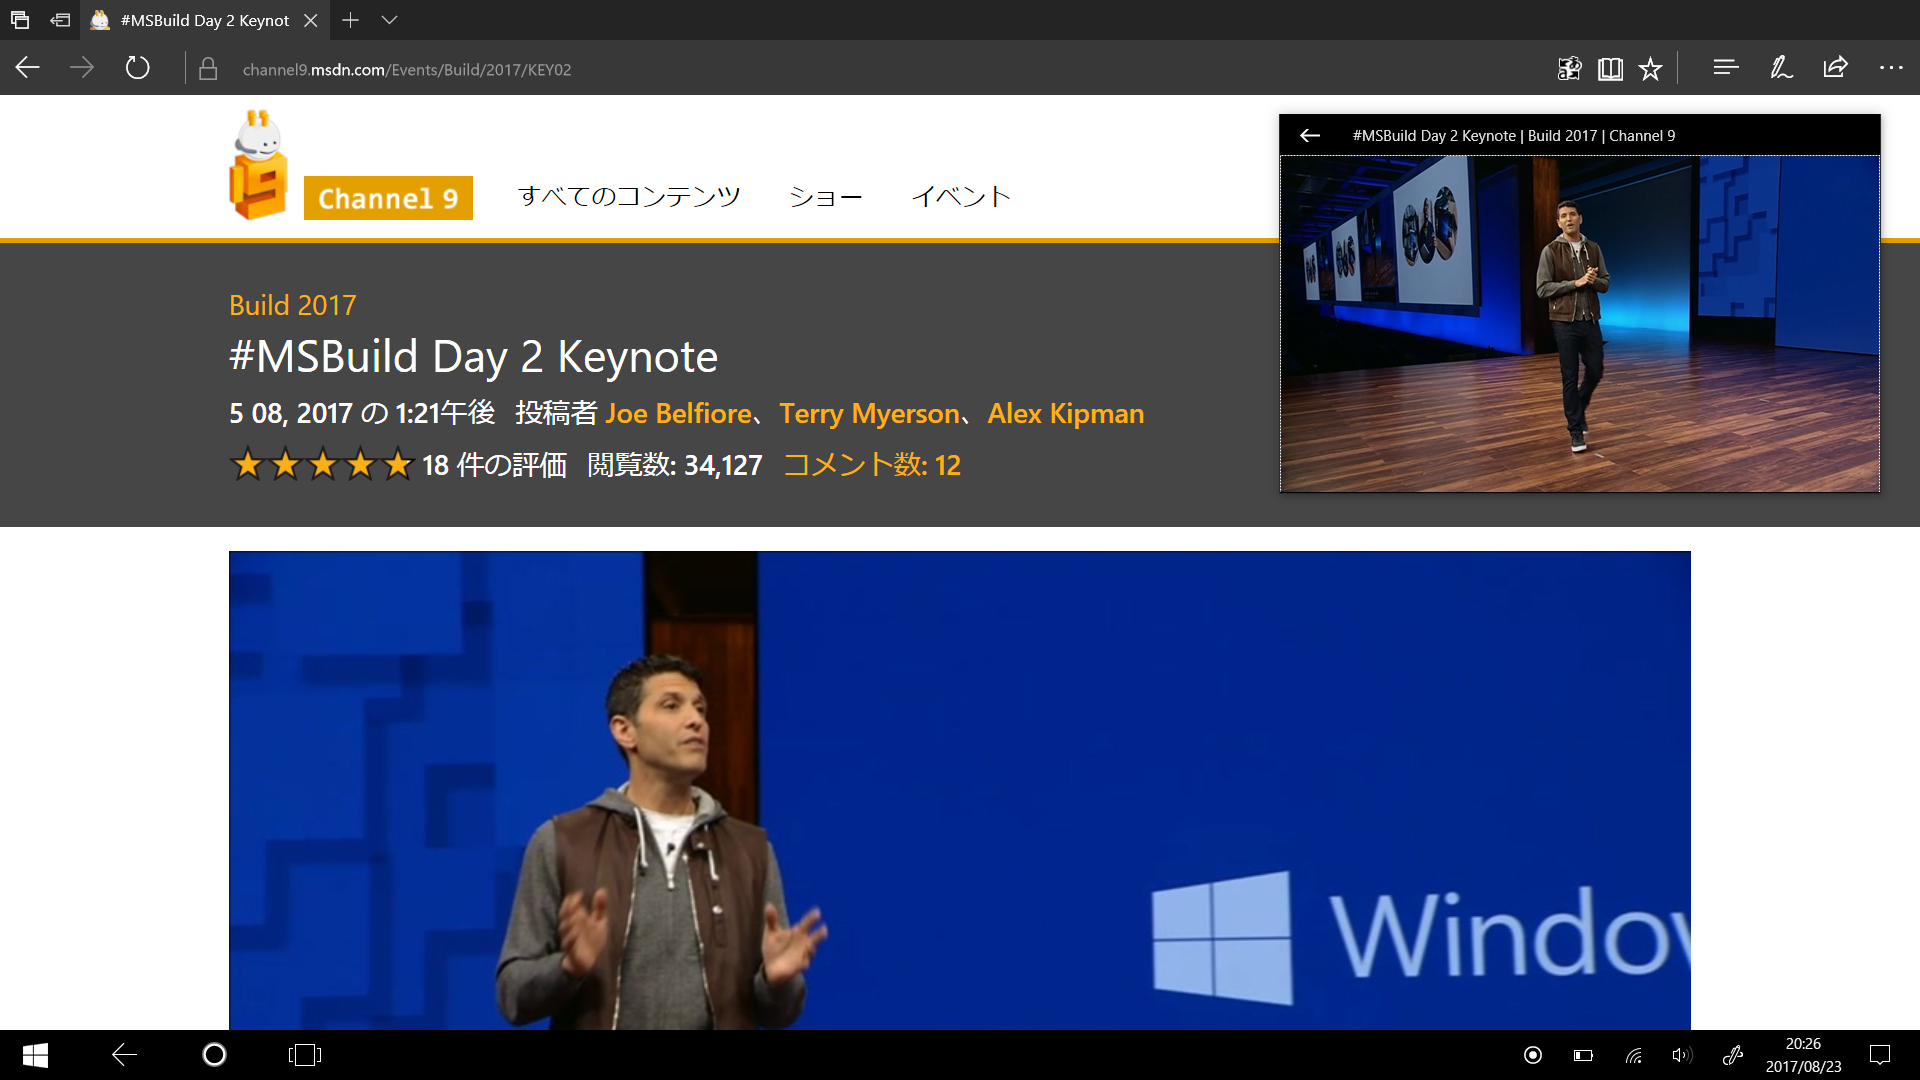 #MSBuild Day 2 Keynot
channel9.msdn.com/Events/Build/2017/KEY02
#MSBuild Day 2 Keynote | Build 2017 | Channel 9
9
Channel 9
すべてのコンテンツ ショー イベント
Build 2017
#MSBuild Day 2 Keynote
5 08, 2017 の 1:21午後 投稿者 Joe Belfiore、Terry Myerson、Alex Kipman
18 件の評価 閲覧数: 34,127 コメント数: 12
Window
20:26
2017/08/23